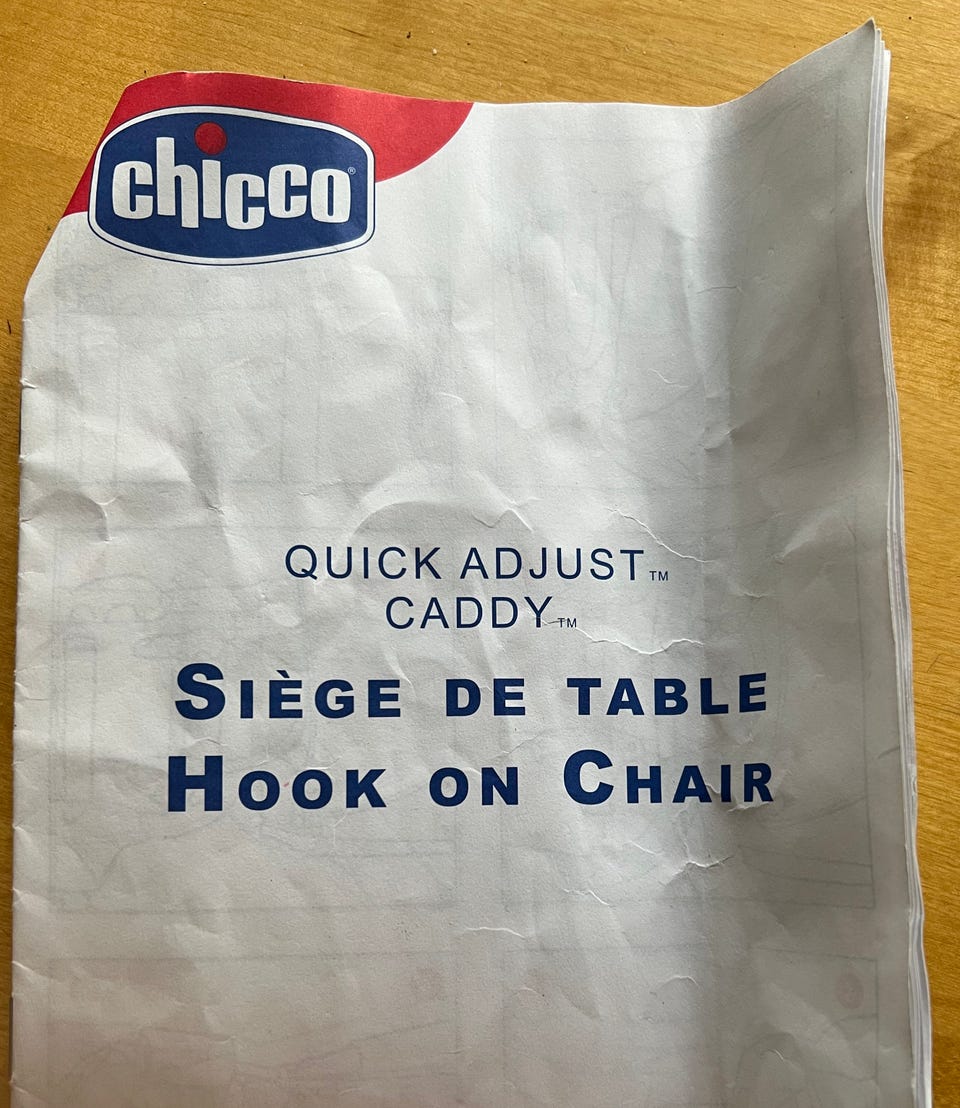 chicco®
QUICK ADJUST™
CADDY™
SIÈGE DE TABLE
HOOK ON CHAIR